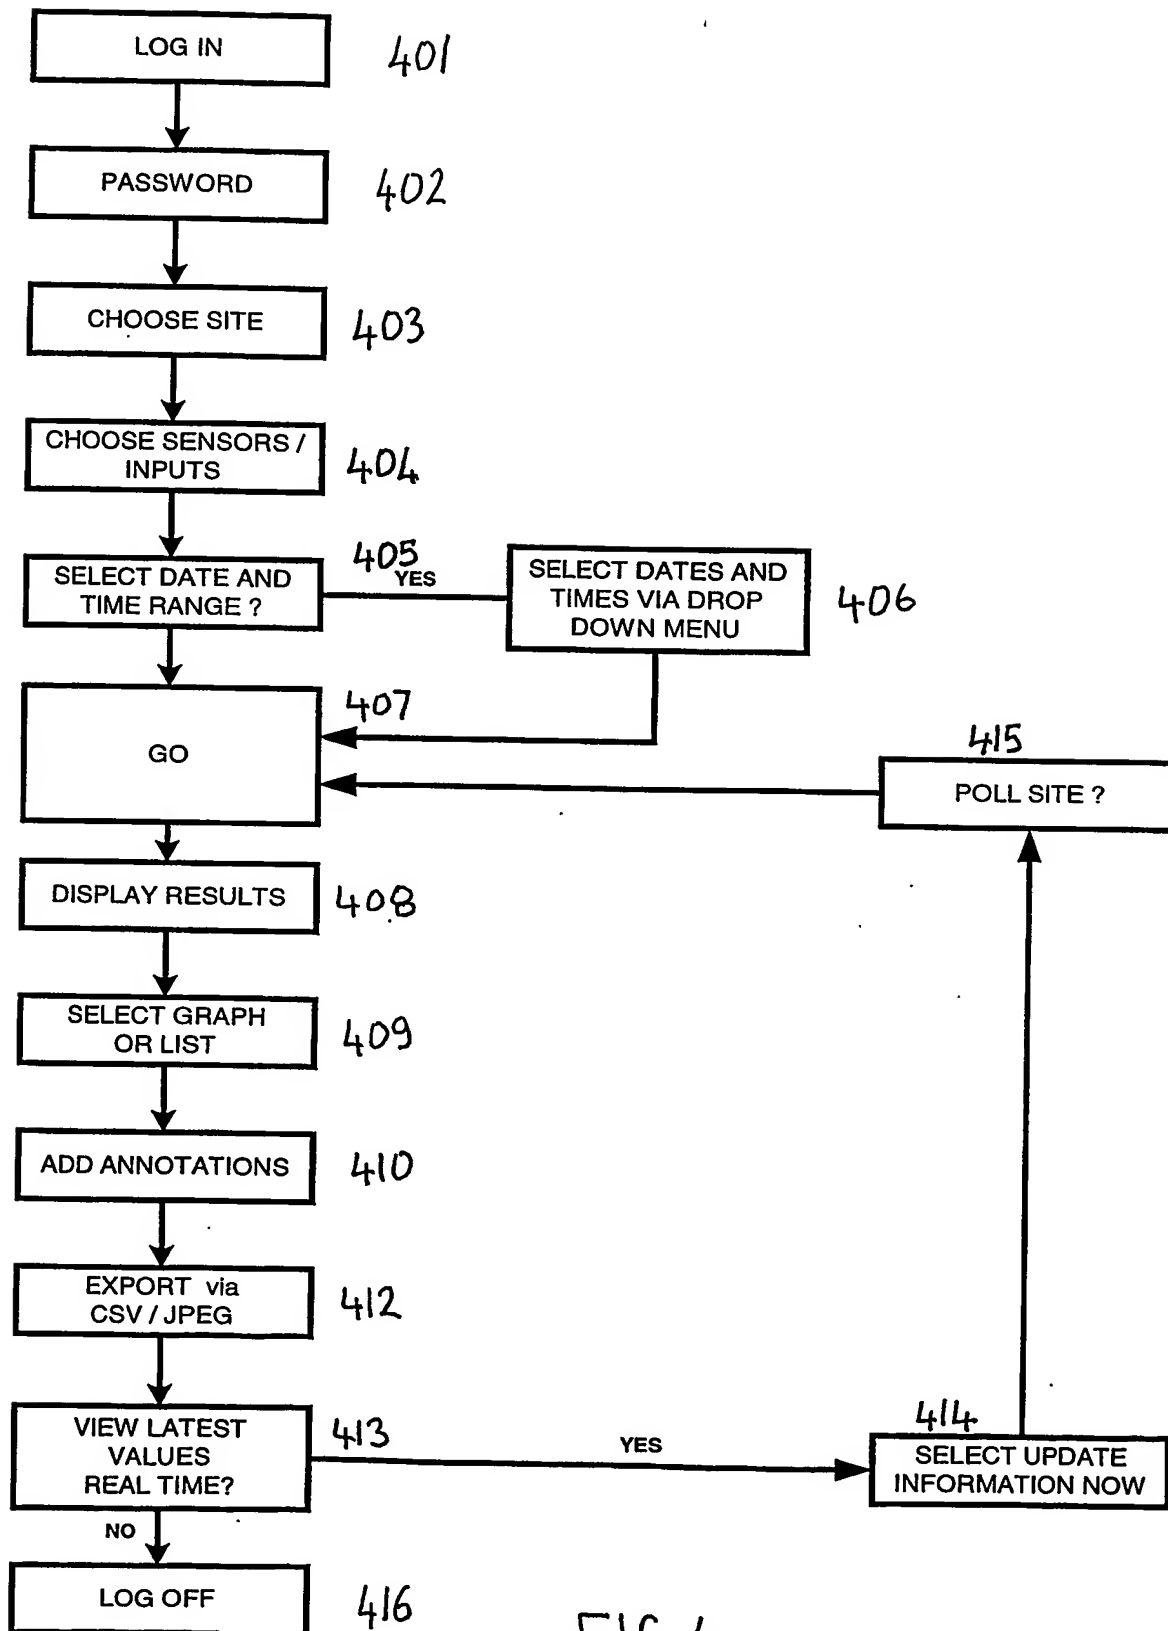 LOG IN
401
PASSWORD
402
CHOOSE SITE
403
CHOOSE SENSORS /
INPUTS
404
SELECT DATE AND
TIME RANGE ?
405
YES
SELECT DATES AND
TIMES VIA DROP
DOWN MENU
406
GO
407
415
POLL SITE ?
DISPLAY RESULTS
408
SELECT GRAPH
OR LIST
409
ADD ANNOTATIONS
410
EXPORT via
CSV / JPEG
412
VIEW LATEST
VALUES
REAL TIME?
413
YES
414
SELECT UPDATE
INFORMATION NOW
NO
LOG OFF
416